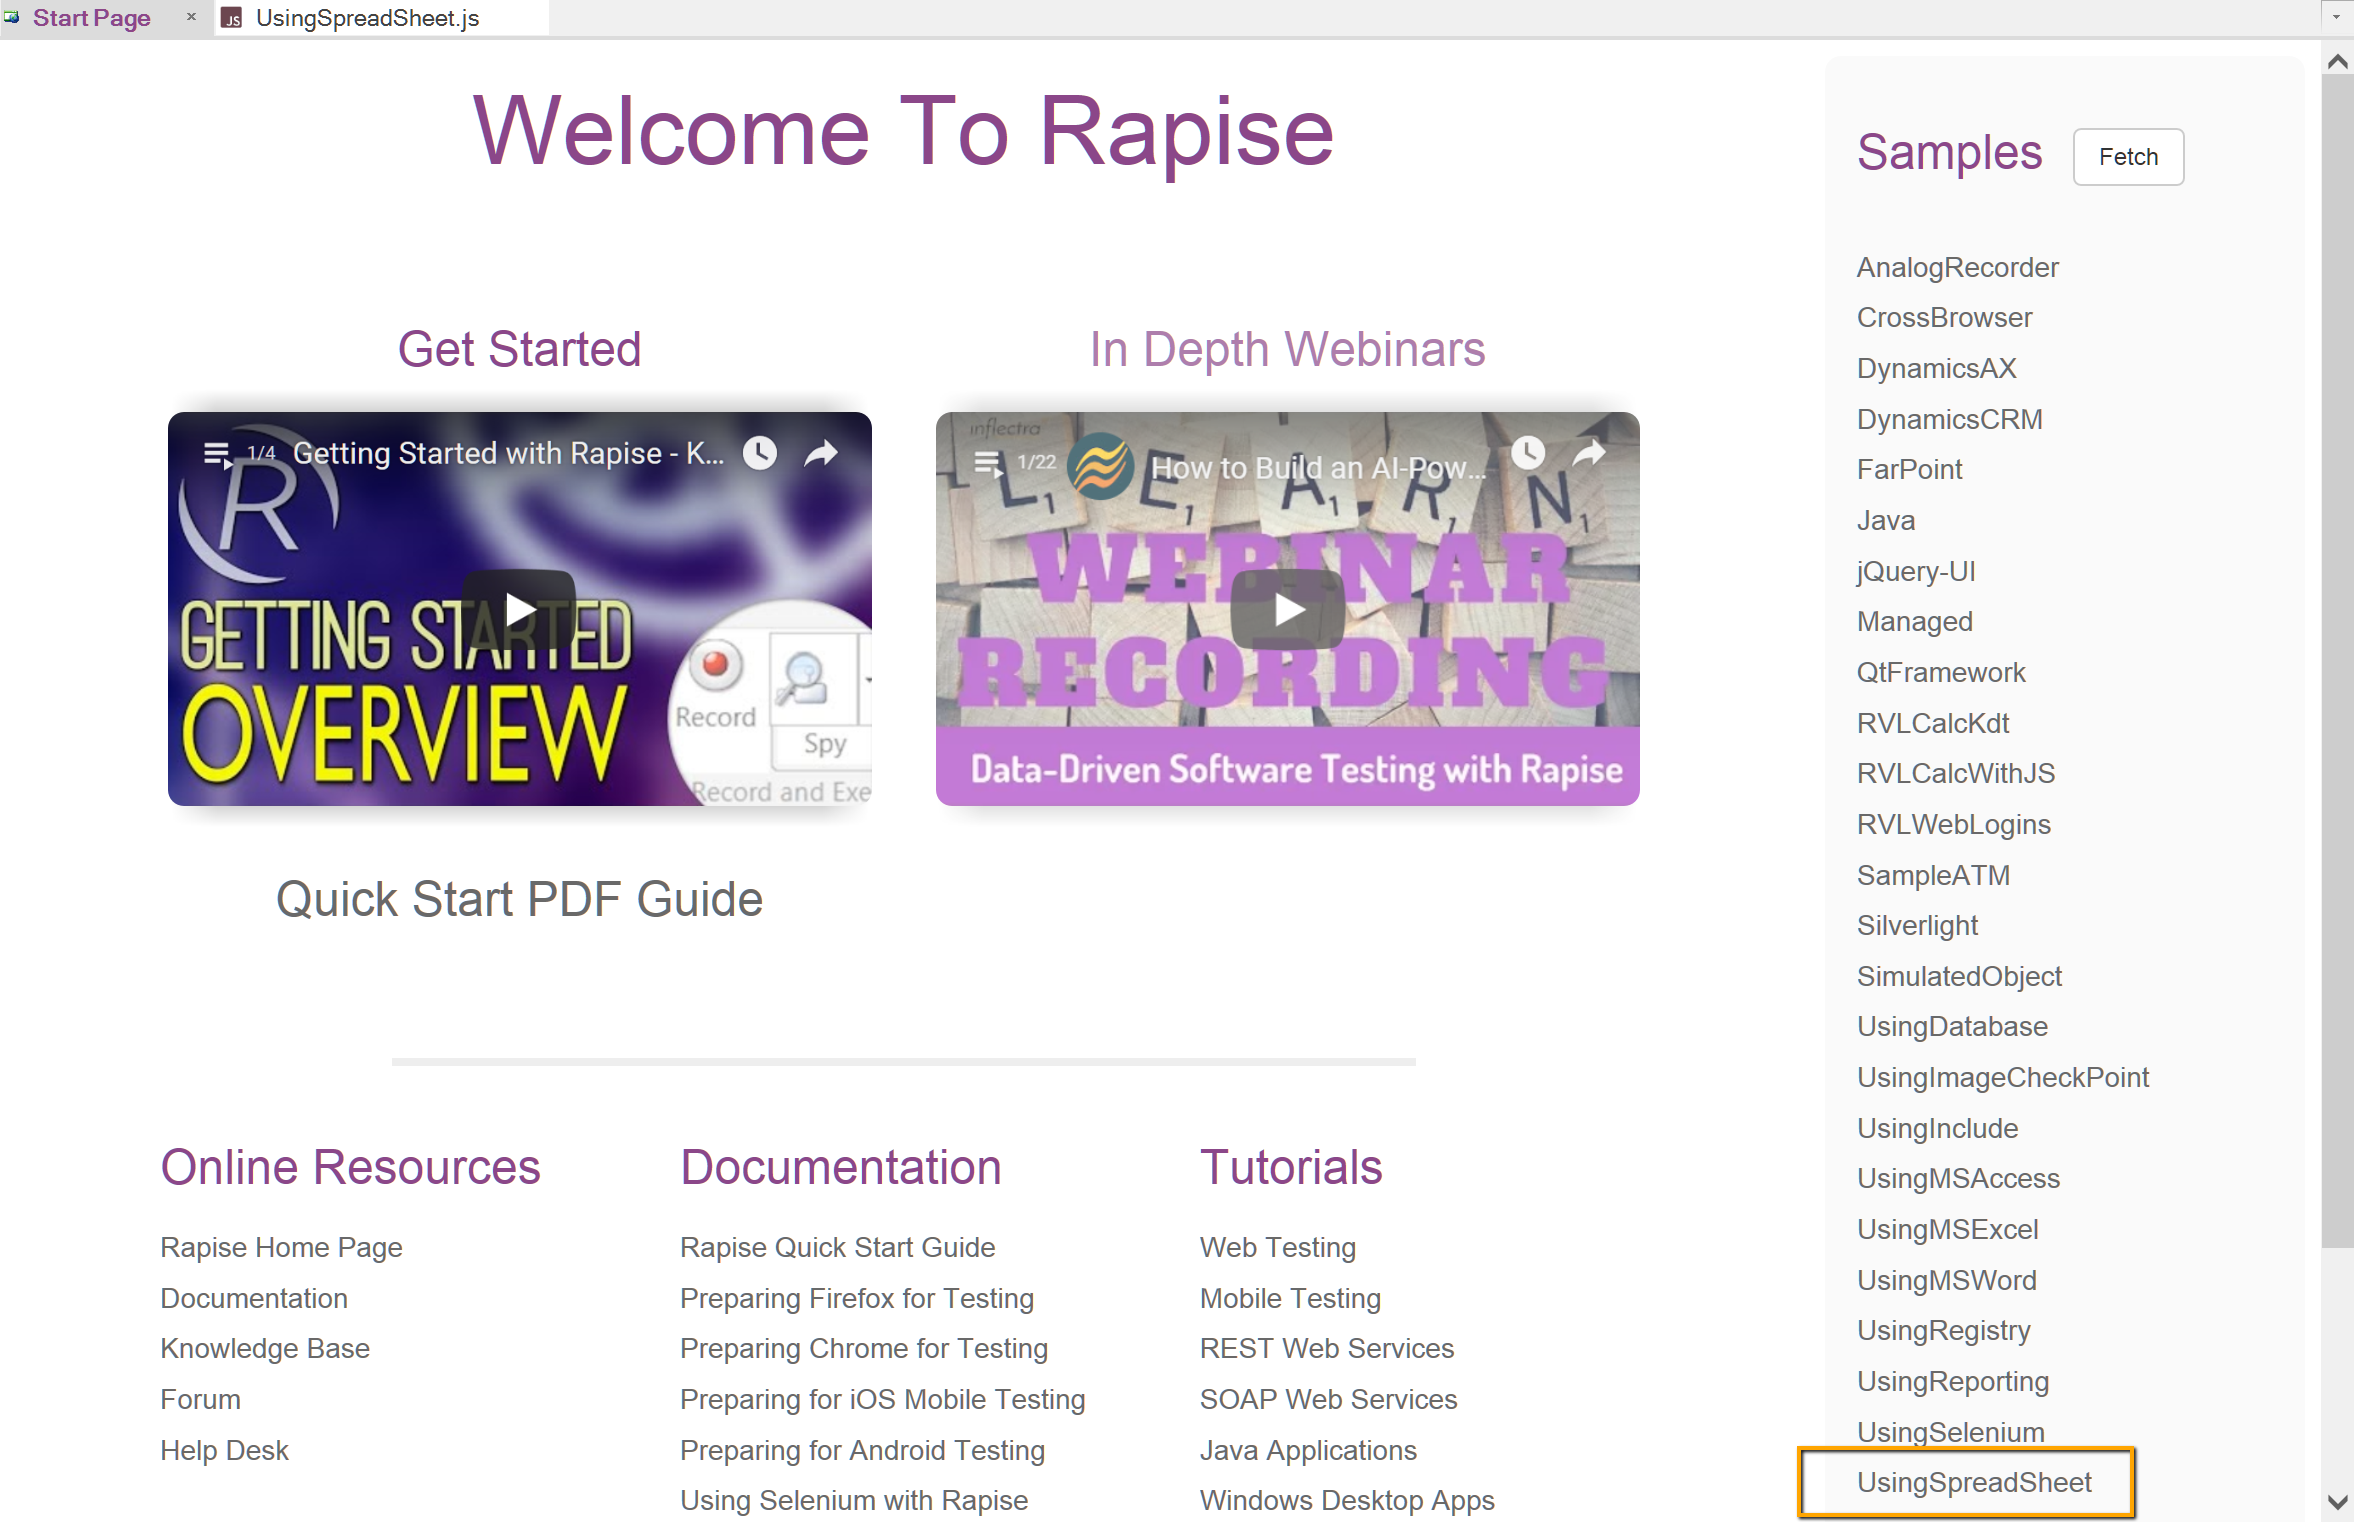 Start Page × JS UsingSpreadSheet.js
Welcome To Rapise
Get Started
1/4 Getting Started with Rapise - K...
R
GETTING STARTED
OVERVIEW
Record
Spy
Record and Exe
Quick Start PDF Guide
In Depth Webinars
inflectra
1/22 How to Build an AI-Pow...
L1 E1 A1 R1 N1
WEBINAR
RECORDING
Data-Driven Software Testing with Rapise
Online Resources
Rapise Home Page
Documentation
Knowledge Base
Forum
Help Desk
Documentation
Rapise Quick Start Guide
Preparing Firefox for Testing
Preparing Chrome for Testing
Preparing for iOS Mobile Testing
Preparing for Android Testing
Using Selenium with Rapise
Tutorials
Web Testing
Mobile Testing
REST Web Services
SOAP Web Services
Java Applications
Windows Desktop Apps
Samples Fetch
AnalogRecorder
CrossBrowser
DynamicsAX
DynamicsCRM
FarPoint
Java
jQuery-UI
Managed
QtFramework
RVLCalcKdt
RVLCalcWithJS
RVLWebLogins
SampleATM
Silverlight
SimulatedObject
UsingDatabase
UsingImageCheckPoint
UsingInclude
UsingMSAccess
UsingMSExcel
UsingMSWord
UsingRegistry
UsingReporting
UsingSelenium
UsingSpreadSheet